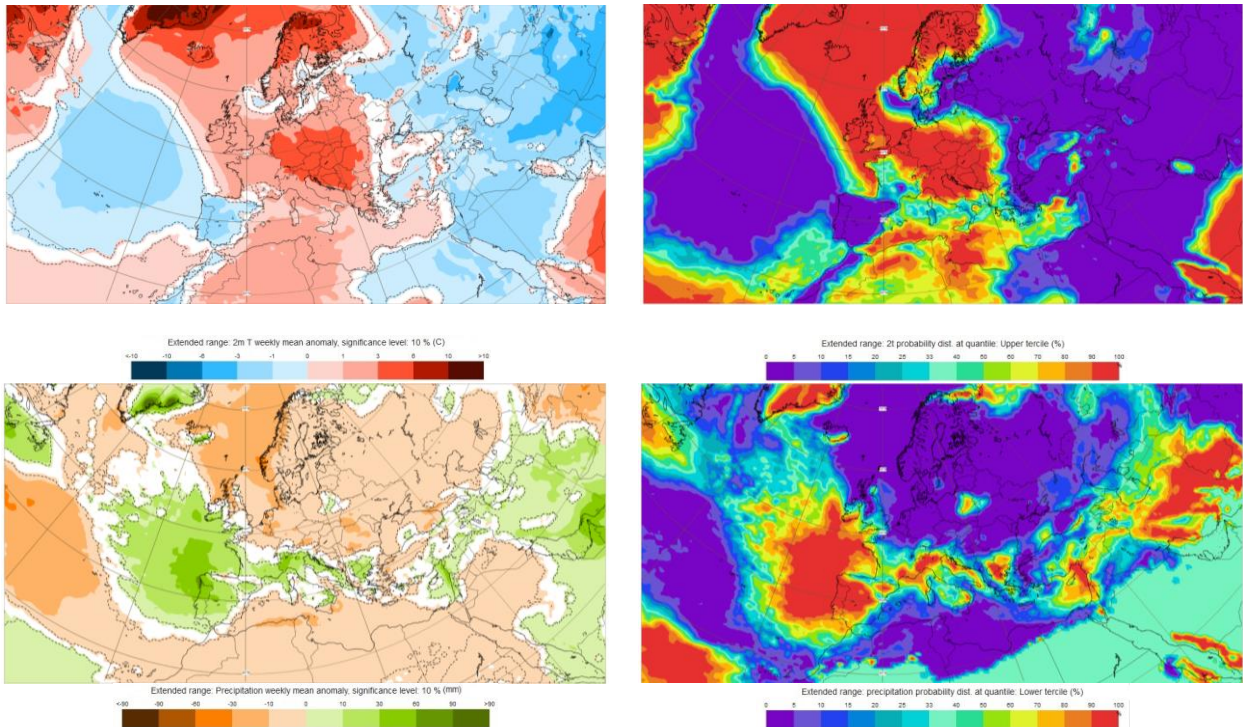 Extended range: 2m T weekly mean anomaly, significance level: 10 % (C)
<-10 -10 -6 -3 -1 0 1 3 6 10 >10
Extended range: 2t probability dist. at quantile: Upper tercile (%)
0 5 10 15 20 25 30 33 40 50 60 70 80 90 100
%
Extended range: Precipitation weekly mean anomaly, significance level: 10 % (mm)
<-90 -90 -60 -30 -10 0 10 30 60 90 >90
Extended range: precipitation probability dist. at quantile: Lower tercile (%)
0 5 10 15 20 25 30 33 40 50 60 70 80 90 100
%